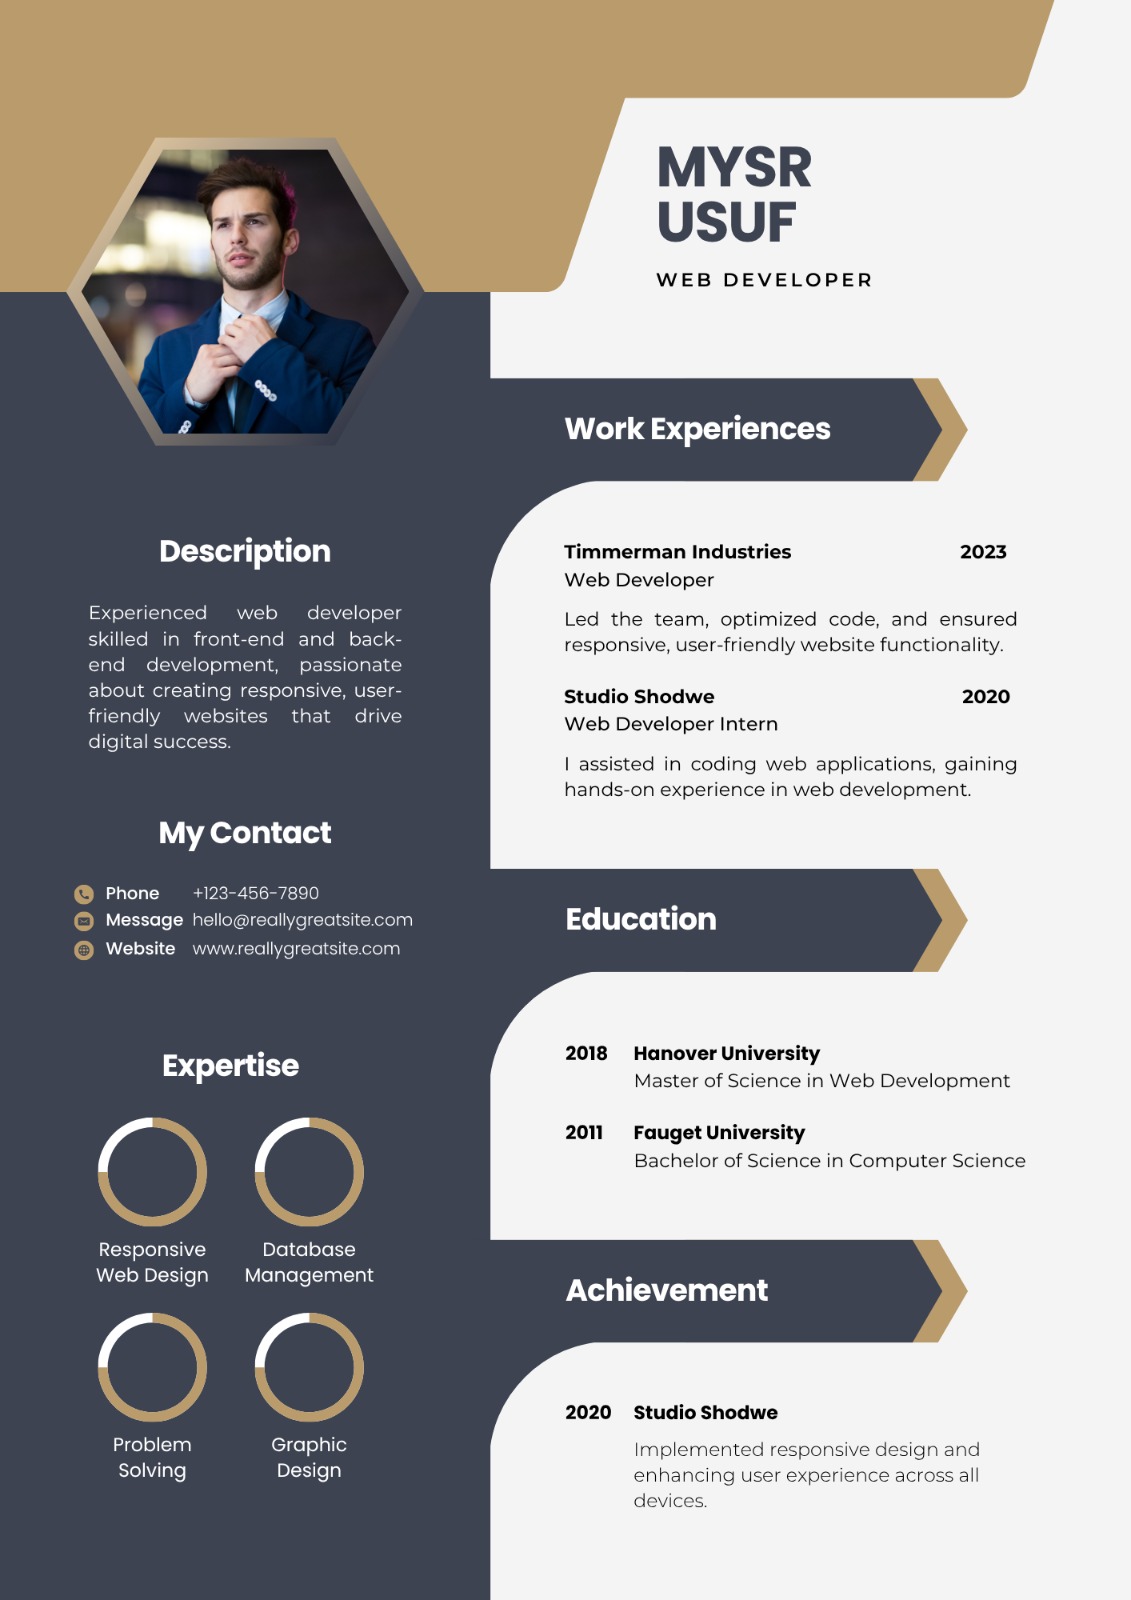 MYSR
USUF
WEB DEVELOPER
Description
Experienced web developer
skilled in front-end and back-
end development, passionate
about creating responsive, user-
friendly websites that drive
digital success.
My Contact
Phone +123-456-7890
Message hello@reallygreatsite.com
Website www.reallygreatsite.com
Expertise
Responsive
Web Design
Database
Management
Problem
Solving
Graphic
Design
Work Experiences
Timmerman Industries 2023
Web Developer
Led the team, optimized code, and ensured
responsive, user-friendly website functionality.
Studio Shodwe 2020
Web Developer Intern
I assisted in coding web applications, gaining
hands-on experience in web development.
Education
2018 Hanover University
Master of Science in Web Development
2011 Fauget University
Bachelor of Science in Computer Science
Achievement
2020 Studio Shodwe
Implemented responsive design and
enhancing user experience across all
devices.